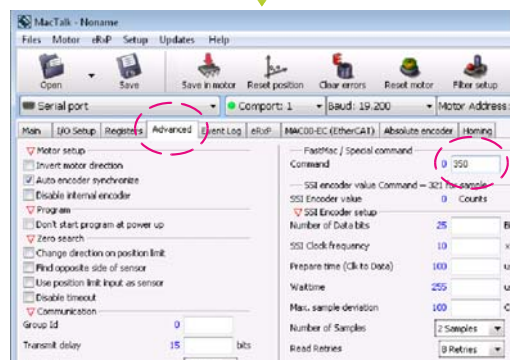 MacTalk - Noname
Files Motor eRxP Setup Updates Help
Open Save Save in motor Reset position Clear errors Reset motor Filter setup
Serial port Comport: 1 Baud: 19.200 Motor Address:
Main I/O Setup Registers Advanced Event Log eRxP MAC00-EC (EtherCAT) Absolute encoder Homing
Motor setup
Invert motor direction
Auto encoder synchronize
Disable internal encoder
Program
Don't start program at power up
Zero search
Change direction on position limit
Find opposite side of sensor
Use position limit input as sensor
Disable timeout
Communication
Group Id 0
Transmit delay 15 bits
FastMac / Special command
Command 0 350
SSI encoder value Command = 321 for sample
SSI Encoder value 0 Counts
SSI Encoder setup
Number of Data bits 25
SSI Clock frequency 10
Prepare time (Clk to Data) 100
Waittime 255
Max. sample deviation 100
Number of Samples 2 Samples
Read Retries 8 Retries